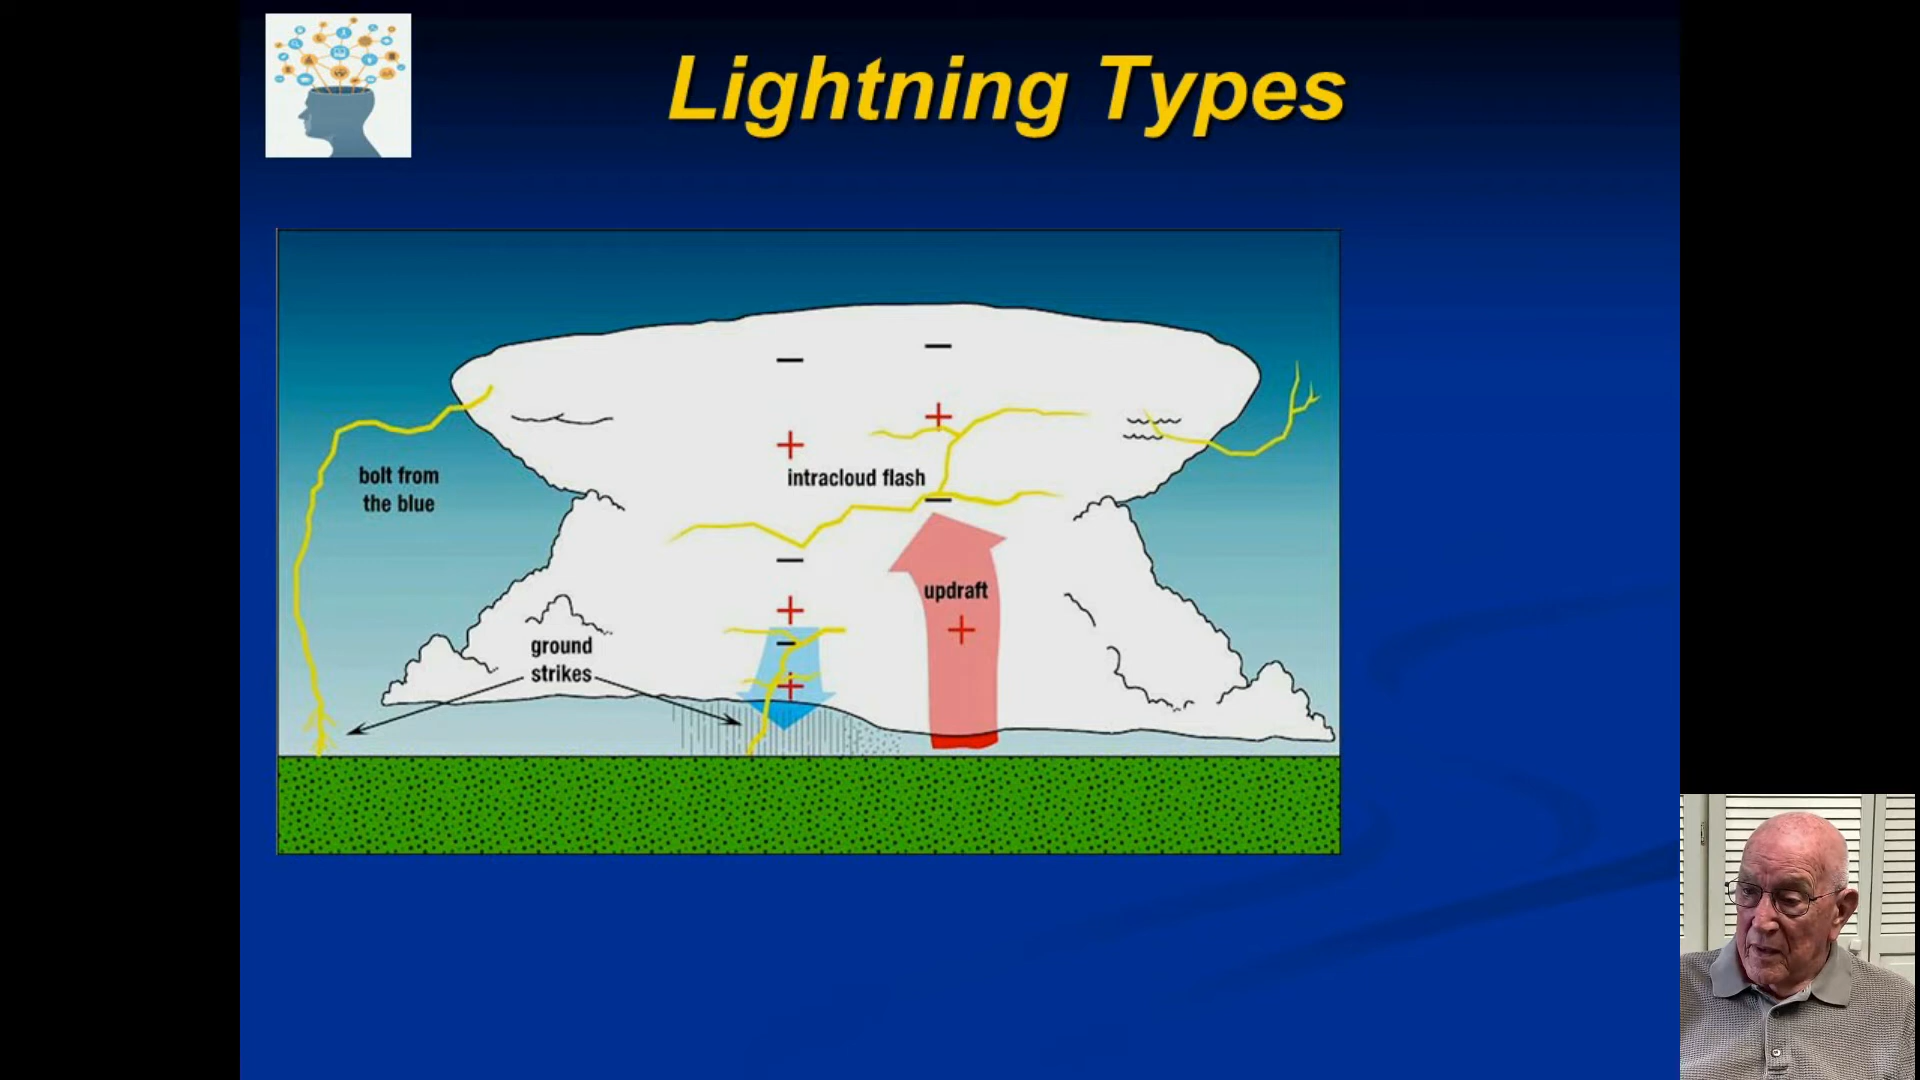 Lightning Types
bolt from
the blue
intracloud flash
updraft
ground
strikes